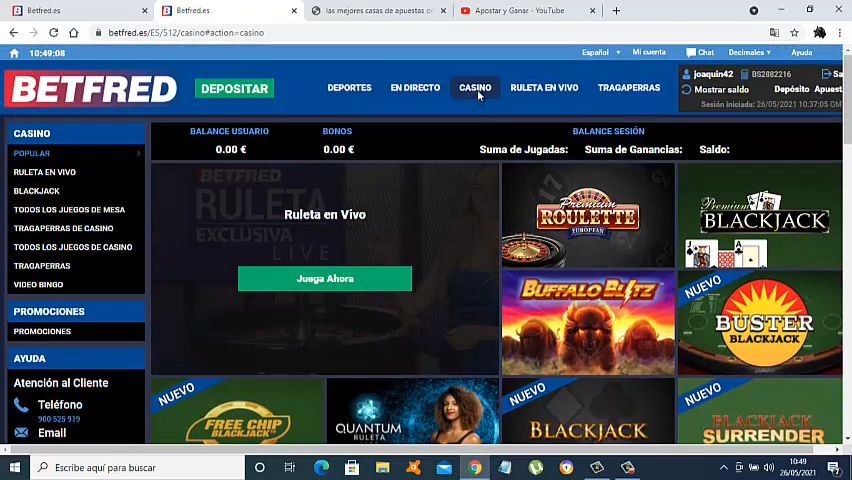 Betfred.es
Betfred.es
las mejores casas de apuestas o
Apostar y Ganar - YouTube
betfred.es/ES/512/casino#action=casino
10:49:08
Español
Mi cuenta
Chat
Decimales
Ayuda
BETFRED
DEPOSITAR
DEPORTES
EN DIRECTO
CASINO
RULETA EN VIVO
TRAGAPERRAS
joaquin42
BS2882216
Sa
Mostrar saldo
Depósito
Apuest
Sesión iniciada: 26/05/2021 10:37:05 GM
CASINO
POPULAR
RULETA EN VIVO
BLACKJACK
TODOS LOS JUEGOS DE MESA
TRAGAPERRAS DE CASINO
TODOS LOS JUEGOS DE CASINO
TRAGAPERRAS
VIDEO BINGO
PROMOCIONES
PROMOCIONES
AYUDA
Atención al Cliente
Teléfono
900 525 919
Email
BALANCE USUARIO
BONOS
BALANCE SESIÓN
0.00 €
0.00 €
Suma de Jugadas:
Suma de Ganancias:
Saldo:
BETFRED
RULETA
EXCLUSIVA
LIVE
Ruleta en Vivo
Juega Ahora
Premium
ROULETTE
EUROPEAN
Premium
BLACKJACK
BUFFALO BLITZ
NUEVO
BUSTER
BLACKJACK
NUEVO
FREE CHIP
BLACKJACK
QUANTUM
RULETA
NUEVO
BLACKJACK
NUEVO
BLACKJACK
SURRENDER
Escribe aquí para buscar
10:49
26/05/2021